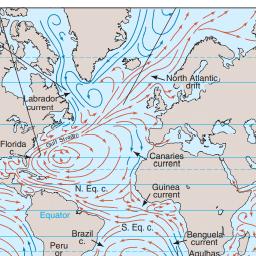 North Atlantic
drift
Labrador
current
Gulf Stream
Florida
c.
Canaries
current
N. Eq. c.
Guinea
current
Equator
Brazil
c.
S. Eq. c.
Benguela
current
Peru
or
Agulhas